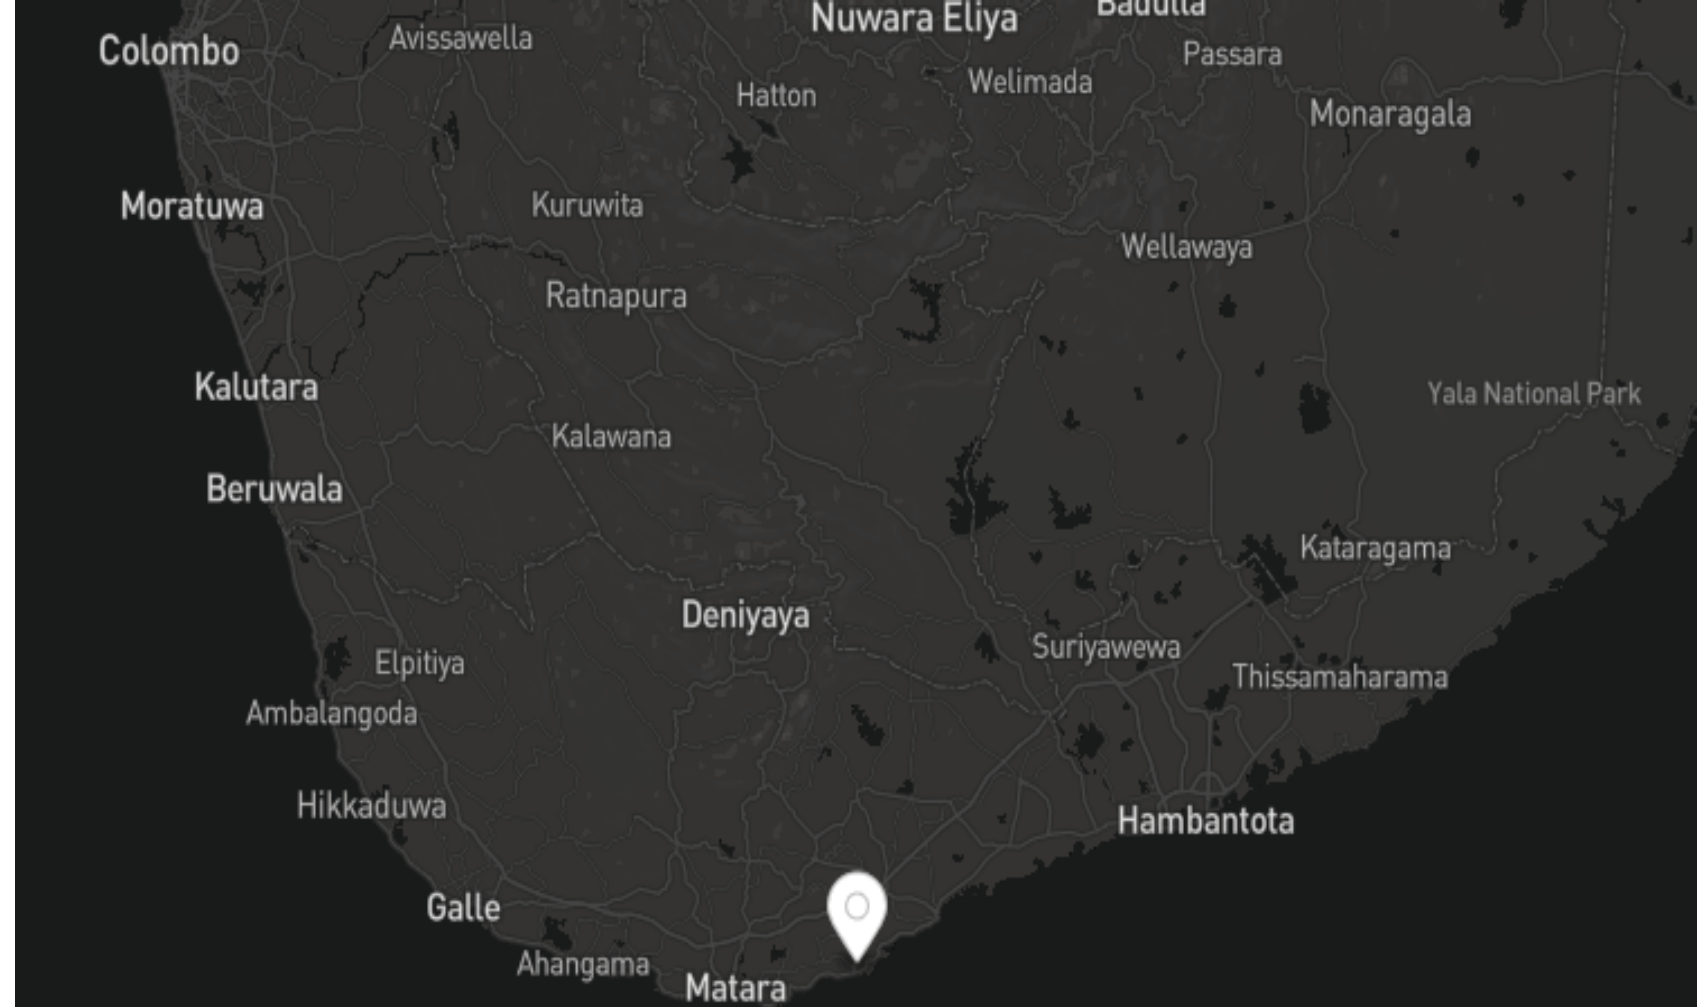 Nuwara Eliya
Badulla
Colombo
Avissawella
Passara
Welimada
Hatton
Monaragala
Moratuwa
Kuruwita
Wellawaya
Ratnapura
Kalutara
Yala National Park
Kalawana
Beruwala
Kataragama
Deniyaya
Suriyawewa
Elpitiya
Thissamaharama
Ambalangoda
Hikkaduwa
Hambantota
Galle
Ahangama
Matara